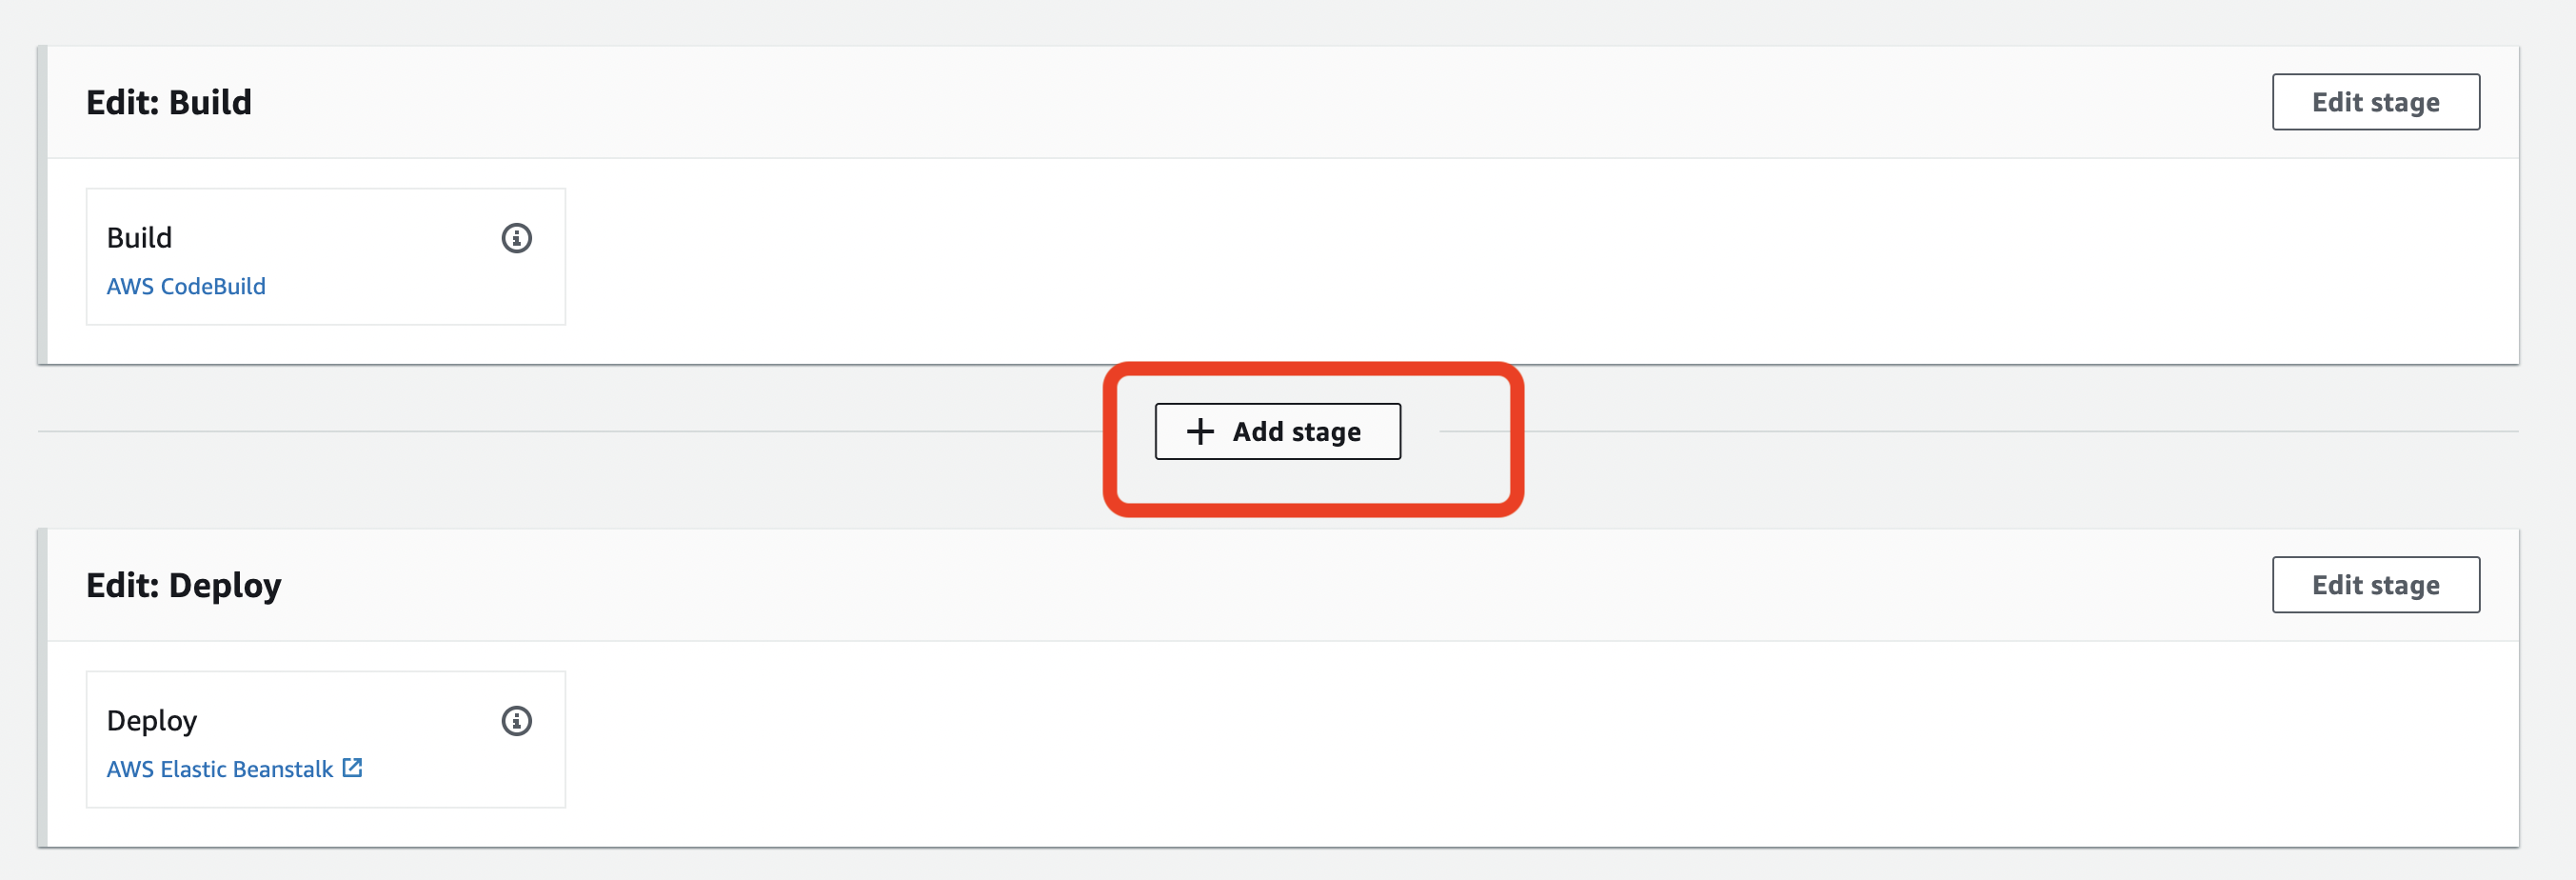 Edit: Build
Edit stage
Build
AWS CodeBuild
Add stage
Edit: Deploy
Edit stage
Deploy
AWS Elastic Beanstalk